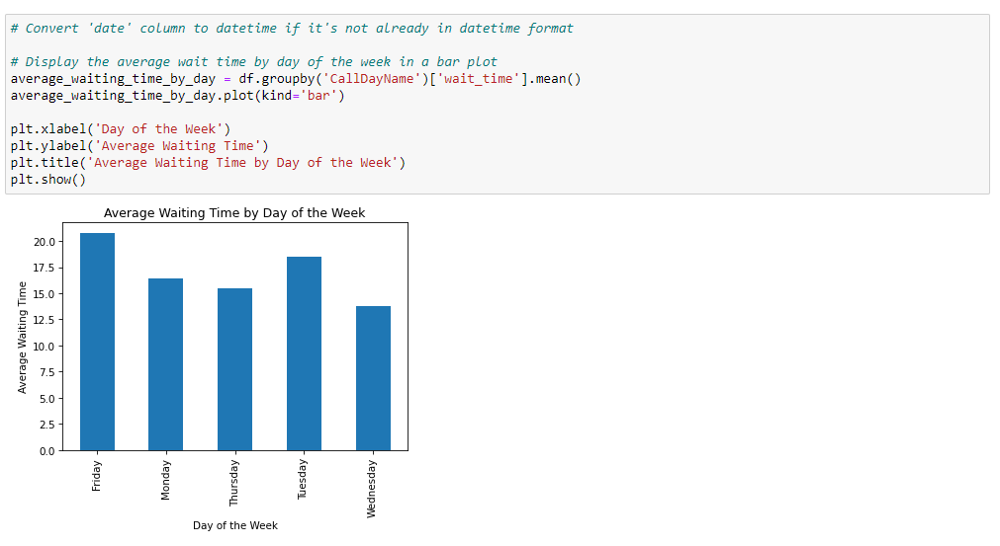 # Convert 'date' column to datetime if it's not already in datetime format
# Display the average wait time by day of the week in a bar plot
average_waiting_time_by_day = df.groupby('CallDayName')['wait_time'].mean()
average_waiting_time_by_day.plot(kind='bar')
plt.xlabel('Day of the Week')
plt.ylabel('Average Waiting Time')
plt.title('Average Waiting Time by Day of the Week')
plt.show()
Average Waiting Time by Day of the Week
Average Waiting Time
20.0
17.5
15.0
12.5
10.0
7.5
5.0
2.5
0.0
Friday
Monday
Thursday
Tuesday
Wednesday
Day of the Week